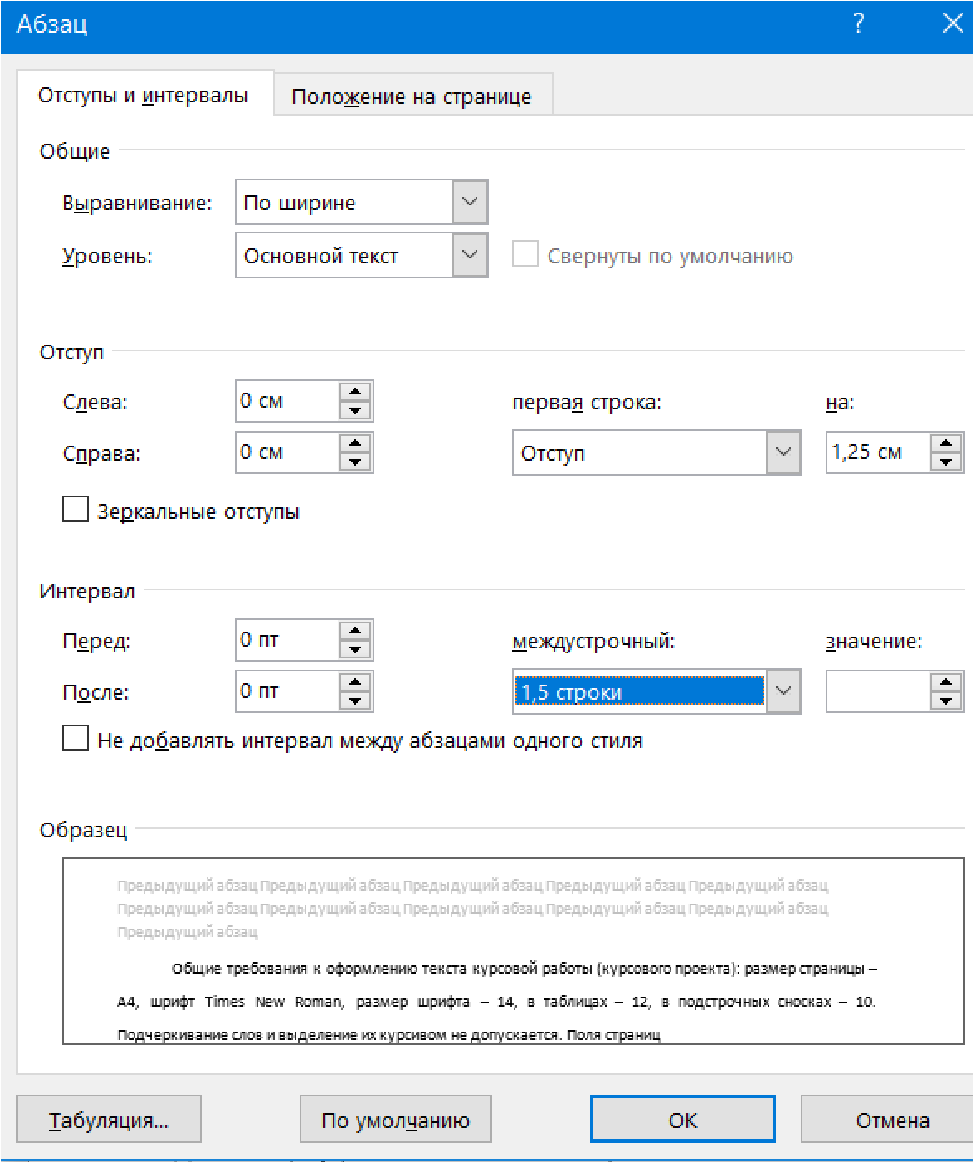 Абзац ?
Отступы и интервалы Положение на странице
Общие
Выравнивание: По ширине
Уровень: Основной текст Свернуты по умолчанию
Отступ
Слева: 0 см первая строка: на:
Справа: 0 см Отступ 1,25 см
Зеркальные отступы
Интервал
Перед: 0 пт междустрочный: значение:
После: 0 пт 1,5 строки
Не добавлять интервал между абзацами одного стиля
Образец
Предыдущий абзац Предыдущий абзац Предыдущий абзац Предыдущий абзац Предыдущий абзац
Предыдущий абзац Предыдущий абзац Предыдущий абзац Предыдущий абзац Предыдущий абзац
Предыдущий абзац
Общие требования к оформлению текста курсовой работы (курсового проекта): размер страницы –
А4, шрифт Times New Roman, размер шрифта – 14, в таблицах – 12, в подстрочных сносках – 10.
Подчеркивание слов и выделение их курсивом не допускается. Поля страниц
Табуляция... По умолчанию ОК Отмена